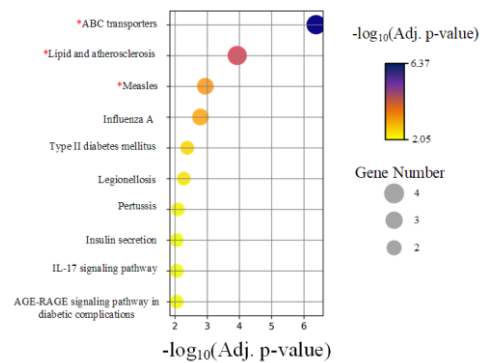 *ABC transporters
*Lipid and atherosclerosis
*Measles
Influenza A
Type II diabetes mellitus
Legionellosis
Pertussis
Insulin secretion
IL-17 signaling pathway
AGE-RAGE signaling pathway in
diabetic complications
2 3 4 5 6
-log10(Adj. p-value)
-log10(Adj. p-value)
6.37
2.05
Gene Number
4
3
2